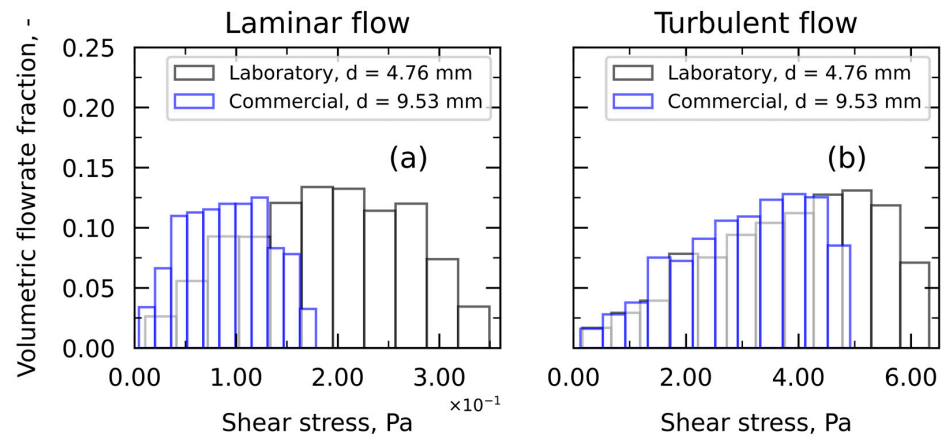 Laminar flow
Turbulent flow
Volumetric flowrate fraction, -
0.25
0.20
0.15
0.10
0.05
0.00
Laboratory, d = 4.76 mm
Commercial, d = 9.53 mm
(a)
0.00 1.00 2.00 3.00
×10⁻¹
Shear stress, Pa
Laboratory, d = 4.76 mm
Commercial, d = 9.53 mm
(b)
0.00 2.00 4.00 6.00
Shear stress, Pa